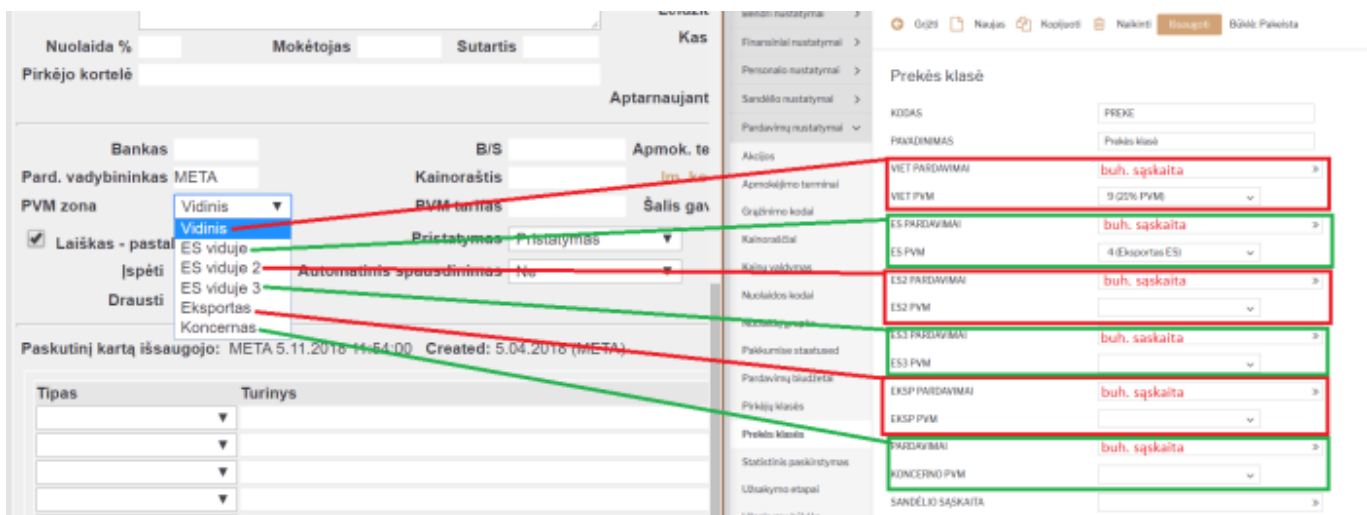 Nuolaida % Mokėtojas Sutartis Kas
Pirkėjo kortelė
Aptarnaujant
Bankas B/S Apmok. te
Pard. vadybininkas META Kainoraštis
PVM zona Vidinis PVM tarifas Šalis gav
Vidinis
Laiškas - pastal ES viduje Pristatymas Pristatymas
Įspėti ES viduje 2 Automatinis spausdinimas Ne
ES viduje 3
Drausti Eksportas
Koncernas
Paskutinį kartą išsaugojo: META 5.11.2018 11:54:00 Created: 5.04.2018 (META)
Tipas Turinys
Bendri nustatymai
Finansiniai nustatymai >
Personalo nustatymai >
Sandėlio nustatymai >
Pardavimų nustatymai
Akcijos
Apmokėjimo terminai
Grąžinimo kodai
Kainoraščiai
Kainų valdymas
Nuolaidos kodai
Pakkumise staatused
Pardavimų biudžetai
Pirkėjų klasės
Prekės klasės
Statistinis paskirstymas
Užsakymo etapai
Grįžti Naujas Kopijuoti Naikinti Išsaugoti Būklė: Pakeista
Prekės klasė
KODAS PREKE
PAVADINIMAS Prekės klasė
VIET PARDAVIMAI buh. sąskaita »
VIET PVM 9 (21% PVM)
ES PARDAVIMAI buh. sąskaita »
ES PVM 4 (Eksportas ES)
ES2 PARDAVIMAI buh. sąskaita »
ES2 PVM
ES3 PARDAVIMAI buh. sąskaita »
ES3 PVM
EKSP PARDAVIMAI buh. sąskaita »
EKSP PVM
PARDAVIMAI buh. sąskaita »
KONCERNO PVM
SANDĖLIO SĄSKAITA »